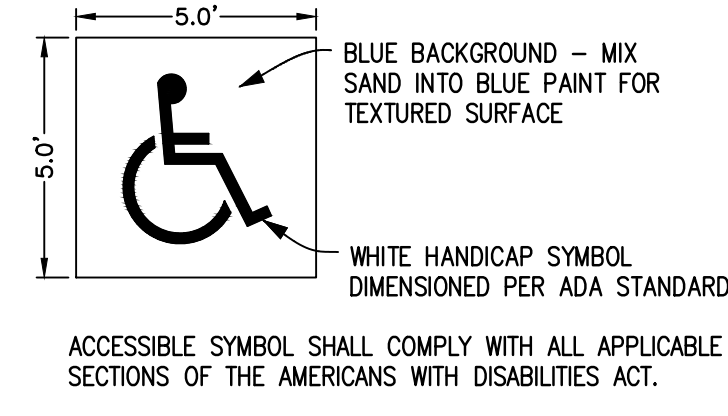 5.0'
BLUE BACKGROUND – MIX
SAND INTO BLUE PAINT FOR
TEXTURED SURFACE
5.0'
WHITE HANDICAP SYMBOL
DIMENSIONED PER ADA STANDARD
ACCESSIBLE SYMBOL SHALL COMPLY WITH ALL APPLICABLE
SECTIONS OF THE AMERICANS WITH DISABILITIES ACT.